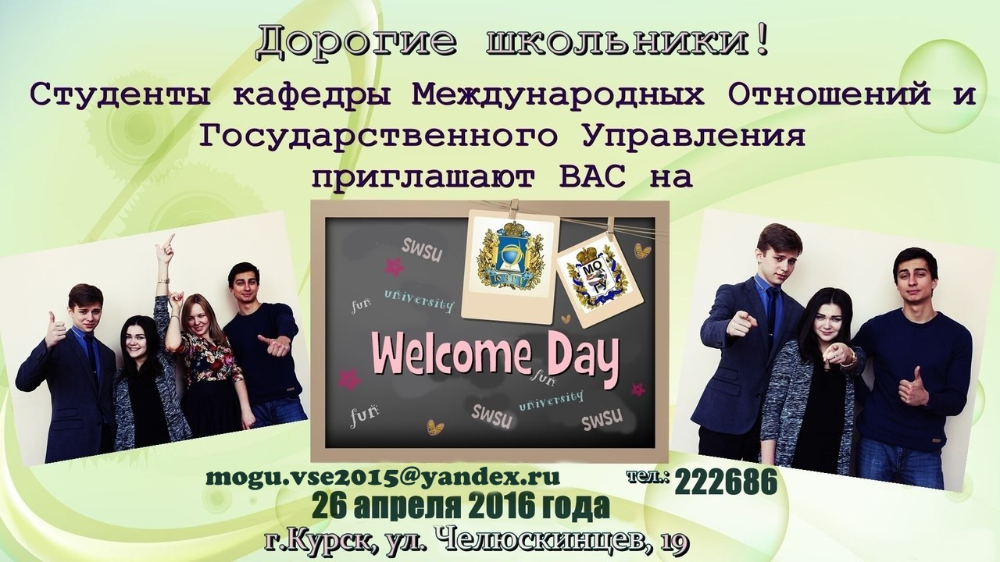 Дорогие школьники!
Студенты кафедры Международных Отношений и
Государственного Управления
приглашают ВАС на
swsu
МО
ГУ
fun
university
Welcome Day
fun
university
fun
swsu
swsu
mogu.vse2015@yandex.ru
тел.: 222686
26 апреля 2016 года
г.Курск, ул. Челюскинцев, 19